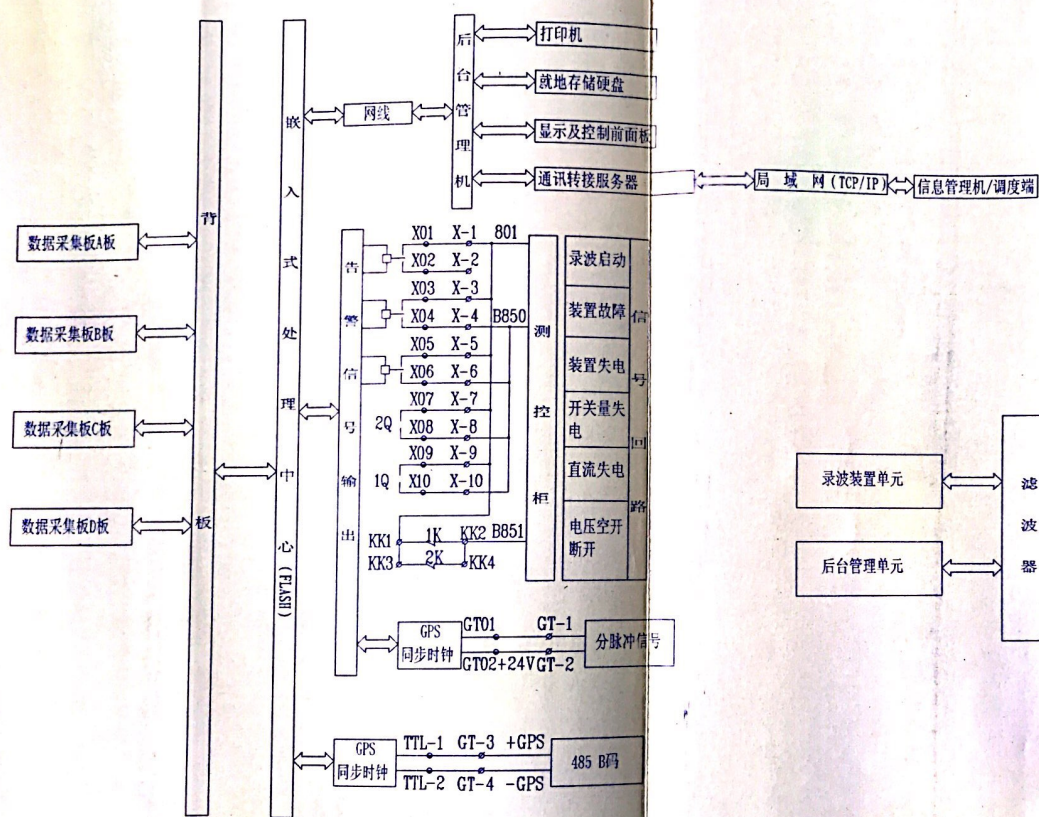 数据采集板A板
数据采集板B板
数据采集板C板
数据采集板D板
背板
嵌入式处理中心(FLASH)
网线
后台管理机
打印机
就地存储硬盘
显示及控制前面板
通讯转接服务器
局域网(TCP/IP)
信息管理机/调度端
告警信号输出
X01 X-1 801
X02 X-2
X03 X-3
X04 X-4 B850
X05 X-5
X06 X-6
2Q
X07 X-7
X08 X-8
1Q
X09 X-9
X10 X-10
KK1 1K KK2 B851
KK3 2K KK4
测控柜
录波启动
装置故障
装置失电
开关量失
电
直流失电
电压空开
断开
信号回路
GPS
同步时钟
GT01 GT-1
GT02+24V GT-2
分脉冲信号
GPS
同步时钟
TTL-1 GT-3 +GPS
TTL-2 GT-4 -GPS
485 B码
录波装置单元
后台管理单元
滤波器